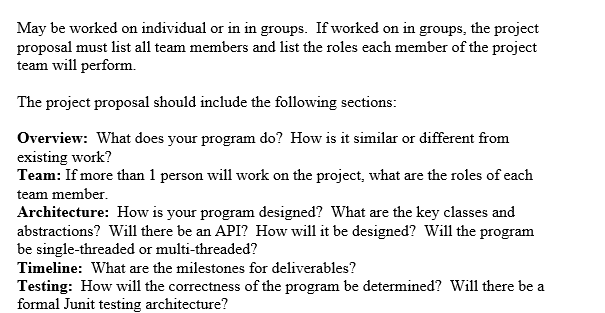 May be worked on individual or in in groups.  If worked on in groups, the project
proposal must list all team members and list the roles each member of the project
team will perform.
The project proposal should include the following sections:
Overview:  What does your program do?  How is it similar or different from
existing work?
Team: If more than 1 person will work on the project, what are the roles of each
team member.
Architecture:  How is your program designed?  What are the key classes and
abstractions?  Will there be an API?  How will it be designed?  Will the program
be single-threaded or multi-threaded?
Timeline:  What are the milestones for deliverables?
Testing:  How will the correctness of the program be determined?  Will there be a
formal Junit testing architecture?